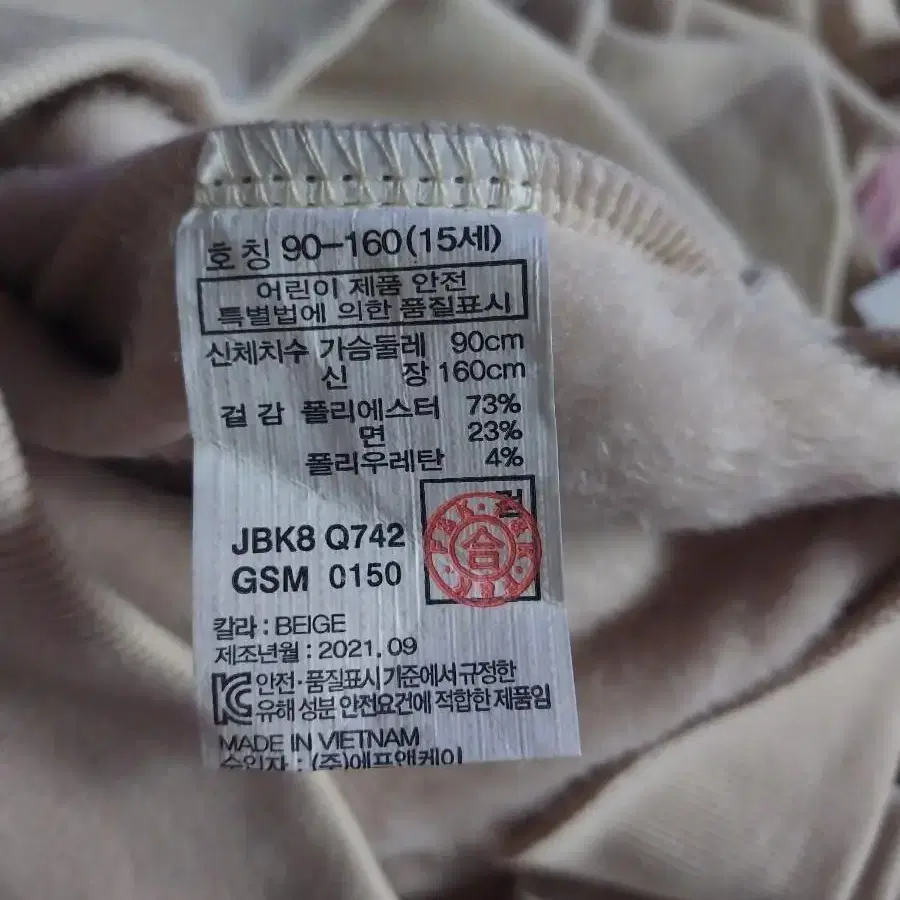 호칭 90-160(15세)
어린이 제품 안전
특별법에 의한 품질표시
신체치수 가슴둘레 90cm
신 장 160cm
겉 감 폴리에스터 73%
면 23%
폴리우레탄 4%
JBK8 Q742
GSM 0150
合
칼라 : BEIGE
제조년월 : 2021. 09
KC 안전·품질표시 기준에서 규정한
유해 성분 안전요건에 적합한 제품임
MADE IN VIETNAM
수입자 : (주)에프앤케이